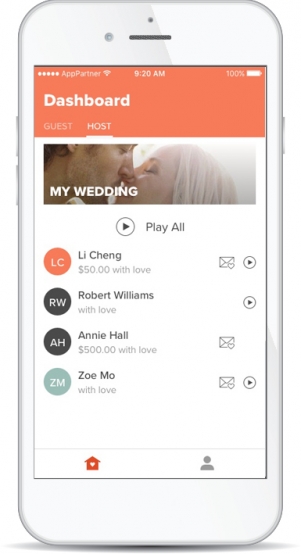 AppPartner
9:20 AM
100%
Dashboard
GUEST HOST
MY WEDDING
Play All
LC
Li Cheng
$50.00 with love
RW
Robert Williams
with love
AH
Annie Hall
$500.00 with love
ZM
Zoe Mo
with love